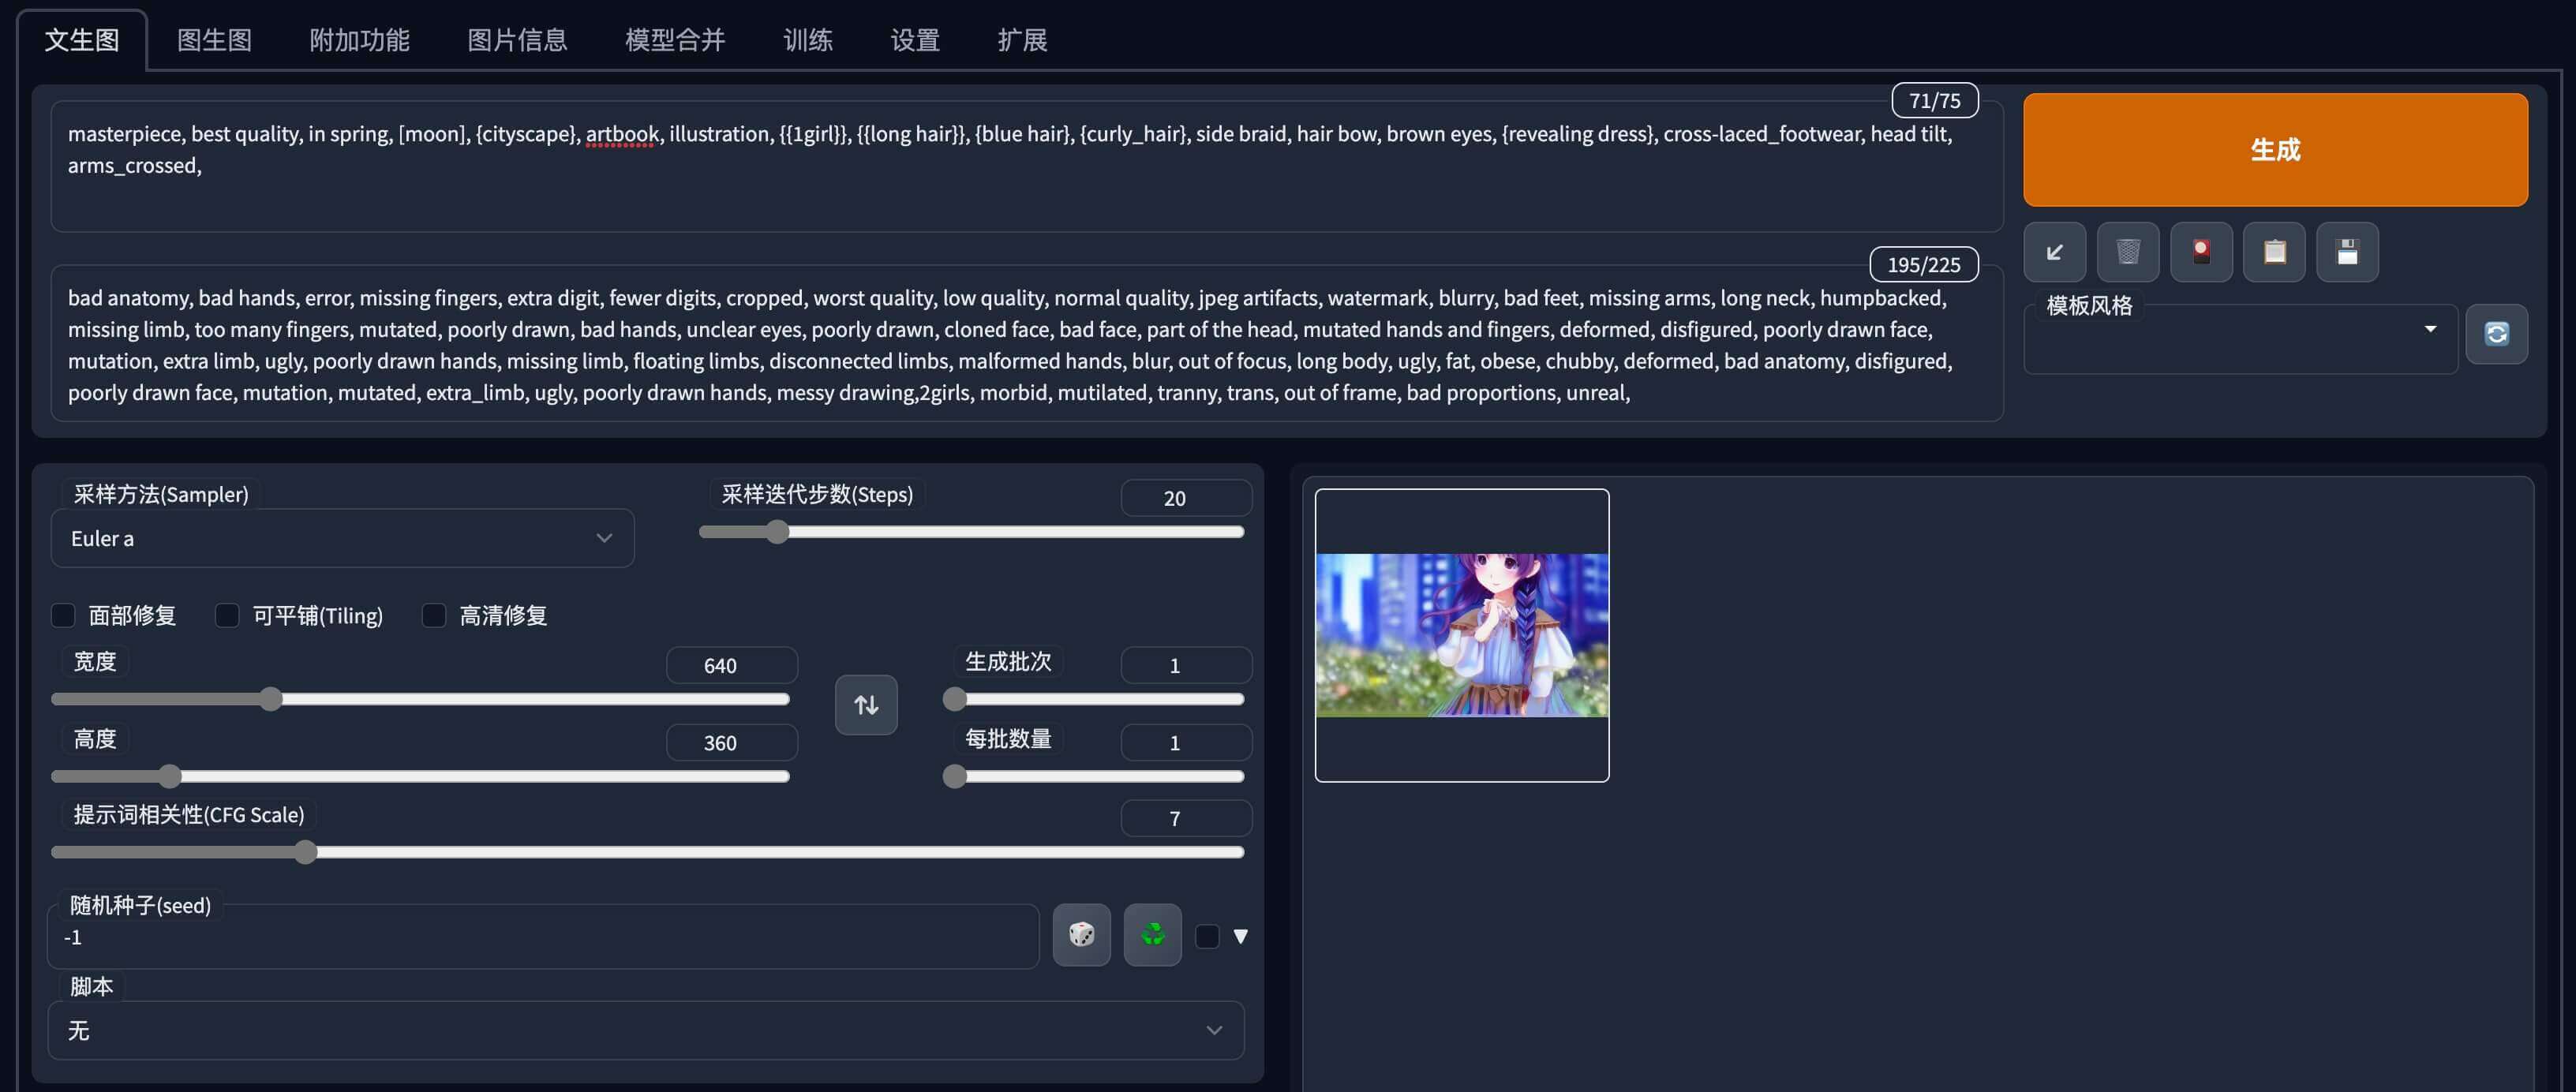 文生图 图生图 附加功能 图片信息 模型合并 训练 设置 扩展
71/75
masterpiece, best quality, in spring, [moon], {cityscape}, artbook, illustration, {{1girl}}, {{long hair}}, {blue hair}, {curly_hair}, side braid, hair bow, brown eyes, {revealing dress}, cross-laced_footwear, head tilt,
arms_crossed,
生成
195/225
bad anatomy, bad hands, error, missing fingers, extra digit, fewer digits, cropped, worst quality, low quality, normal quality, jpeg artifacts, watermark, blurry, bad feet, missing arms, long neck, humpbacked,
missing limb, too many fingers, mutated, poorly drawn, bad hands, unclear eyes, poorly drawn, cloned face, bad face, part of the head, mutated hands and fingers, deformed, disfigured, poorly drawn face,
mutation, extra limb, ugly, poorly drawn hands, missing limb, floating limbs, disconnected limbs, malformed hands, blur, out of focus, long body, ugly, fat, obese, chubby, deformed, bad anatomy, disfigured,
poorly drawn face, mutation, mutated, extra_limb, ugly, poorly drawn hands, messy drawing,2girls, morbid, mutilated, tranny, trans, out of frame, bad proportions, unreal,
模板风格
采样方法(Sampler)
Euler a
采样迭代步数(Steps)
20
面部修复 可平铺(Tiling) 高清修复
宽度
640
生成批次
1
高度
360
每批数量
1
提示词相关性(CFG Scale)
7
随机种子(seed)
-1
脚本
无